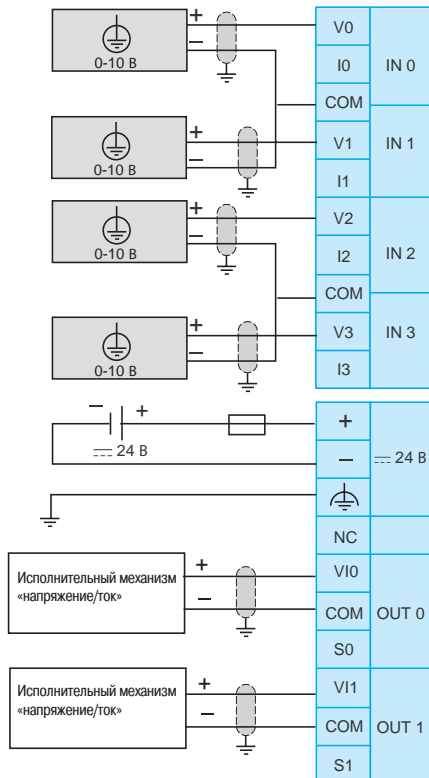 + V0
− I0 IN 0
0-10 В
COM
+ V1 IN 1
−
0-10 В I1
+ V2
− I2 IN 2
0-10 В
COM
+ V3 IN 3
−
0-10 В I3
− + +
24 В − 24 В
NC
Исполнительный механизм + VI0
«напряжение/ток» − COM OUT 0
S0
Исполнительный механизм + VI1
«напряжение/ток» − COM OUT 1
S1